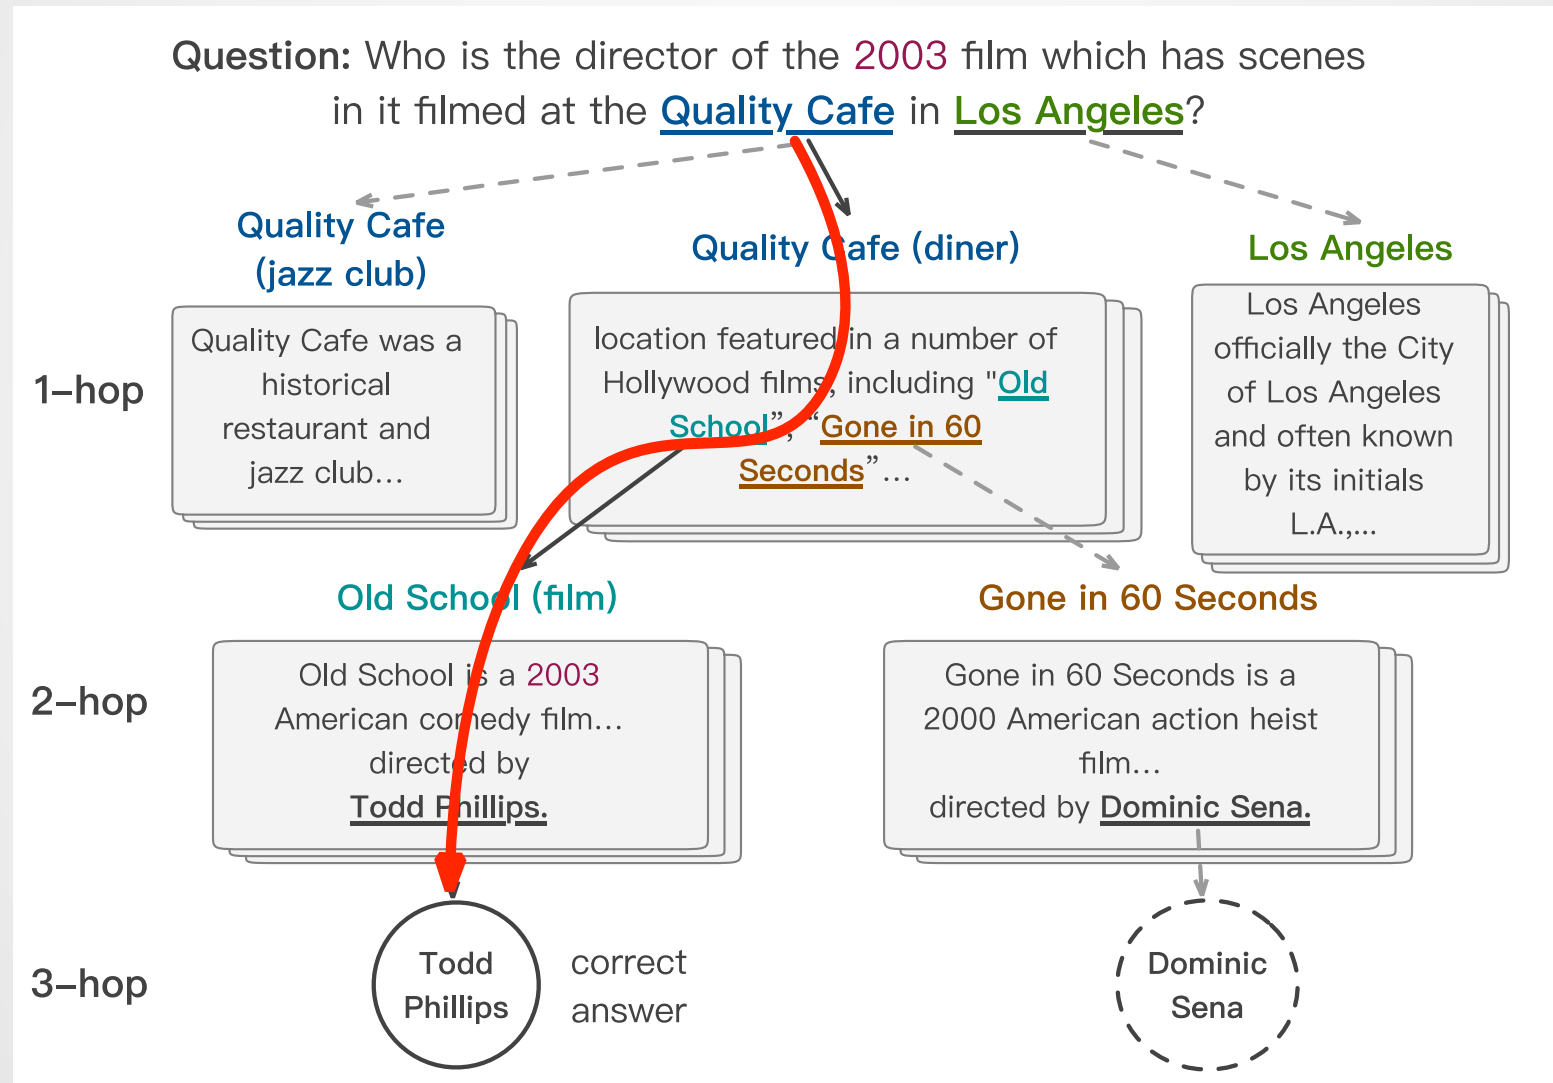 Question: Who is the director of the 2003 film which has scenes
in it filmed at the Quality Cafe in Los Angeles?
Quality Cafe
(jazz club)
Quality Cafe (diner)
Los Angeles
1–hop
Quality Cafe was a
historical
restaurant and
jazz club...
location featured in a number of
Hollywood films, including "Old
School”, “Gone in 60
Seconds”...
Los Angeles
officially the City
of Los Angeles
and often known
by its initials
L.A.,...
Old School (film)
Gone in 60 Seconds
2–hop
Old School is a 2003
American comedy film...
directed by
Todd Phillips.
Gone in 60 Seconds is a
2000 American action heist
film...
directed by Dominic Sena.
3–hop
Todd
Phillips
correct
answer
Dominic
Sena